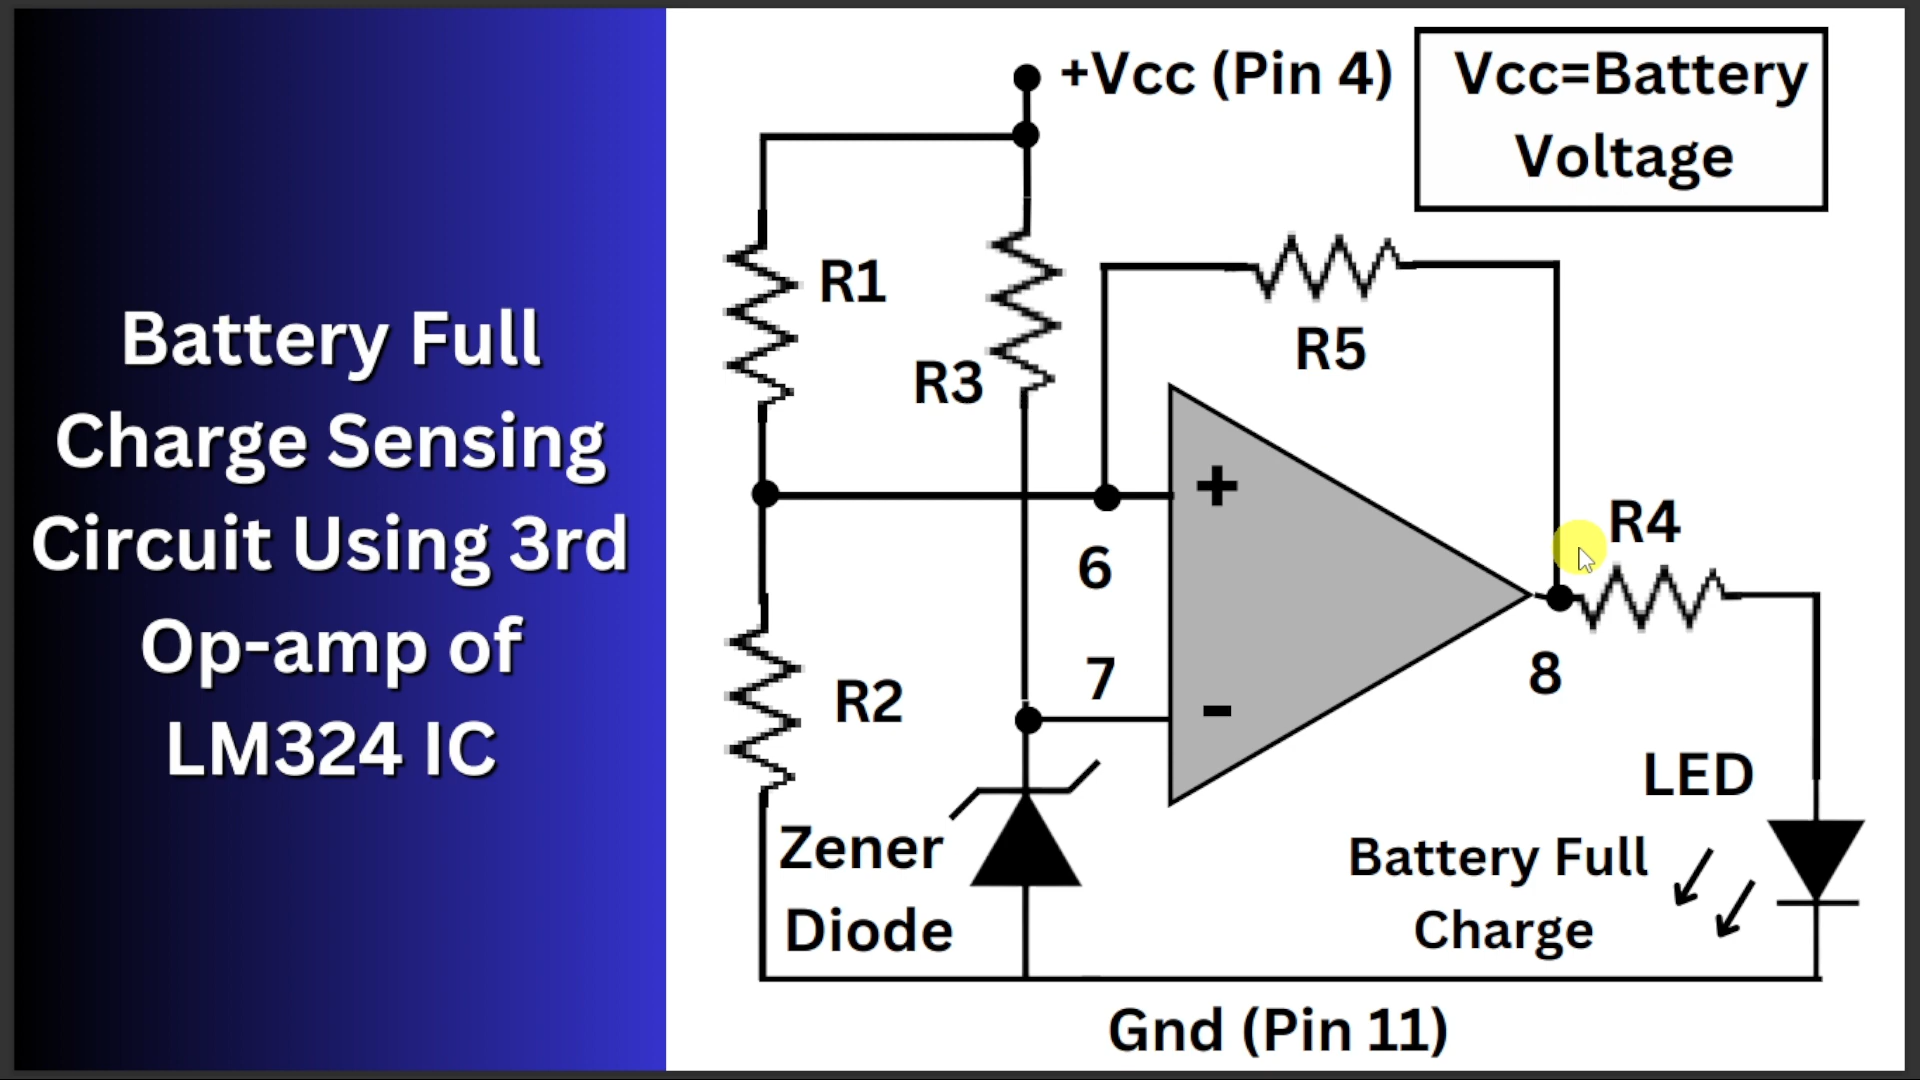 Battery Full
Charge Sensing
Circuit Using 3rd
Op-amp of
LM324 IC
+Vcc (Pin 4)
Vcc=Battery
Voltage
R1
R3
R5
+
6
R4
7
8
R2
-
LED
Zener
Diode
Battery Full
Charge
Gnd (Pin 11)